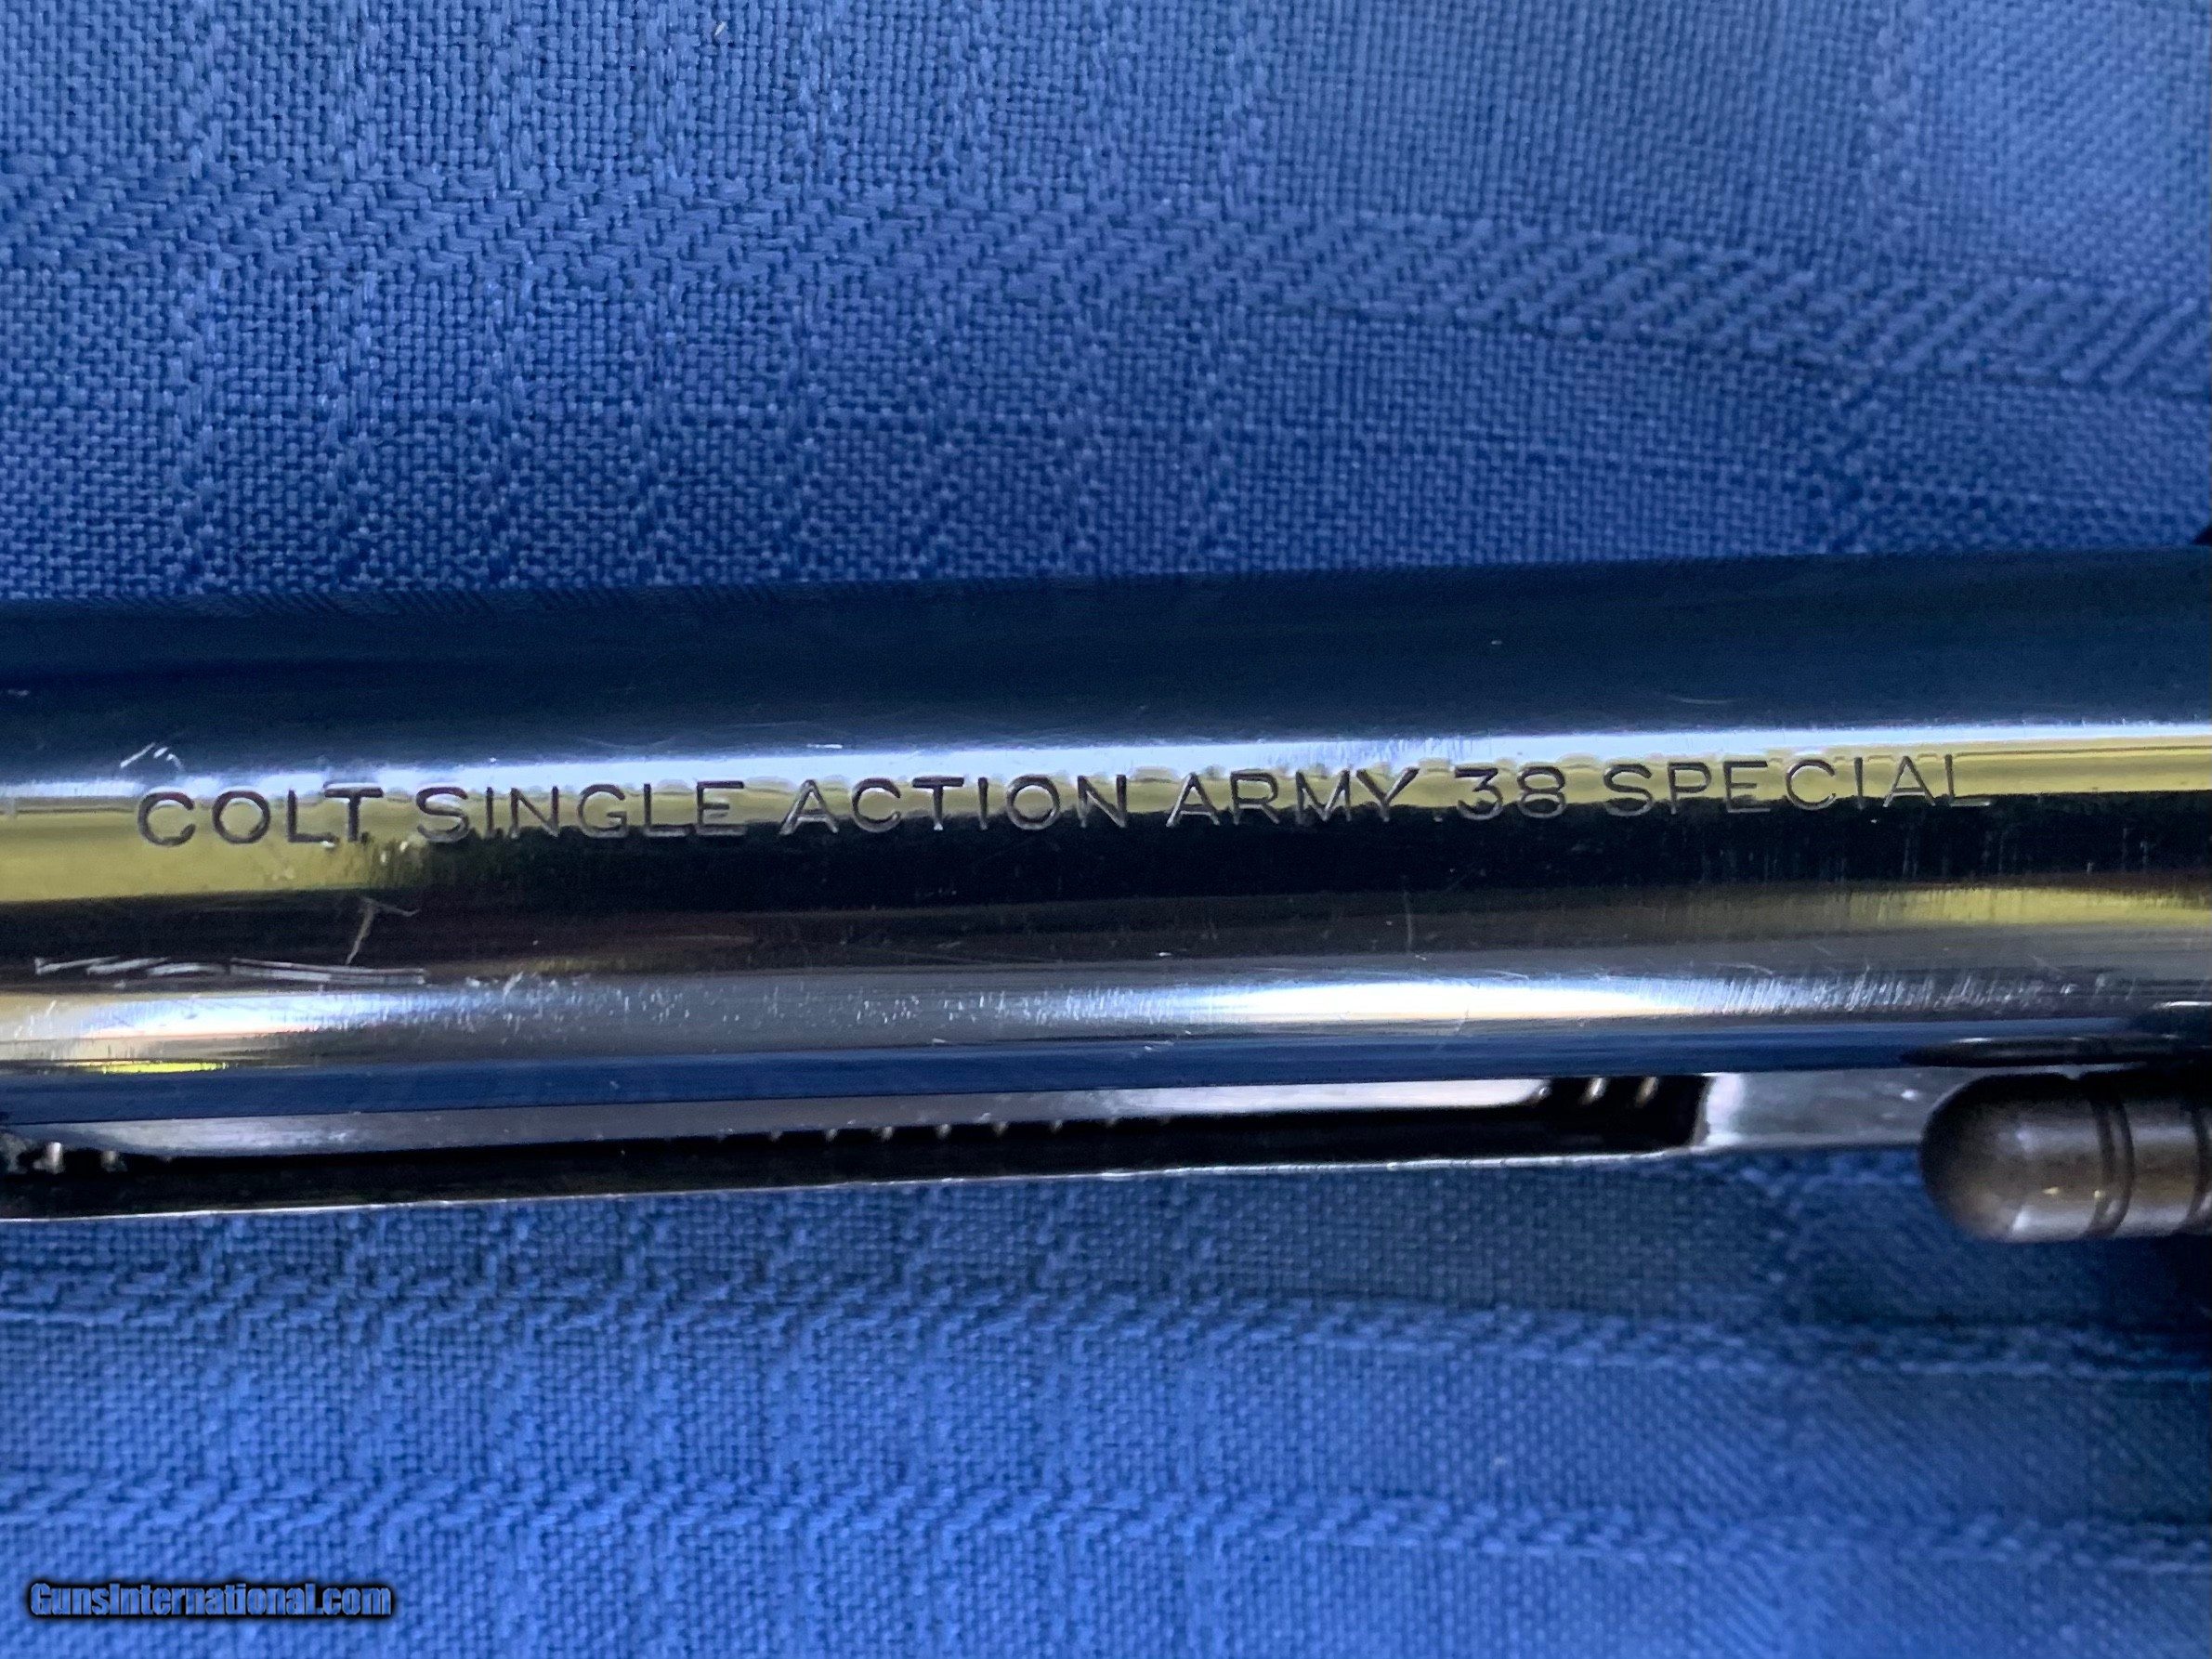 COLT SINGLE ACTION ARMY .38 SPECIAL
GunsInternational.com